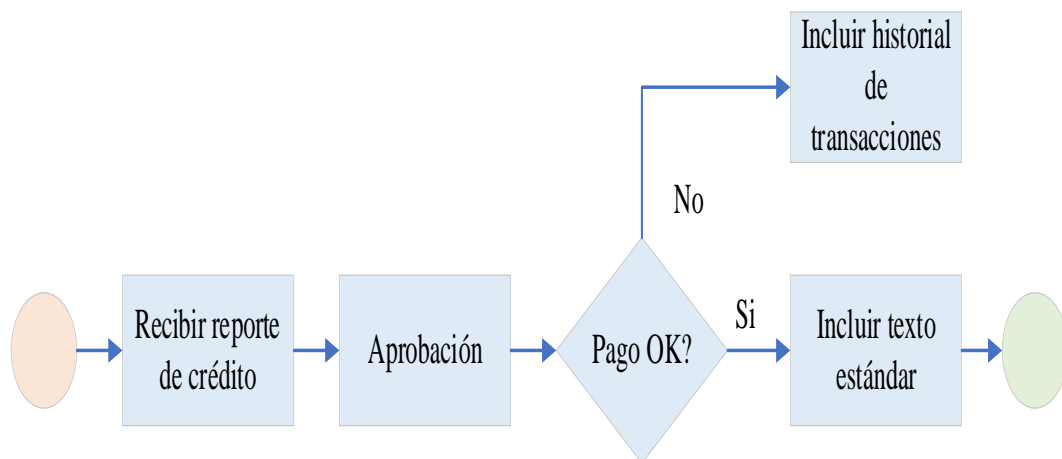 Incluir historial
de
transacciones
No
Recibir reporte
de crédito
Aprobación
Pago OK?
Si
Incluir texto
estándar